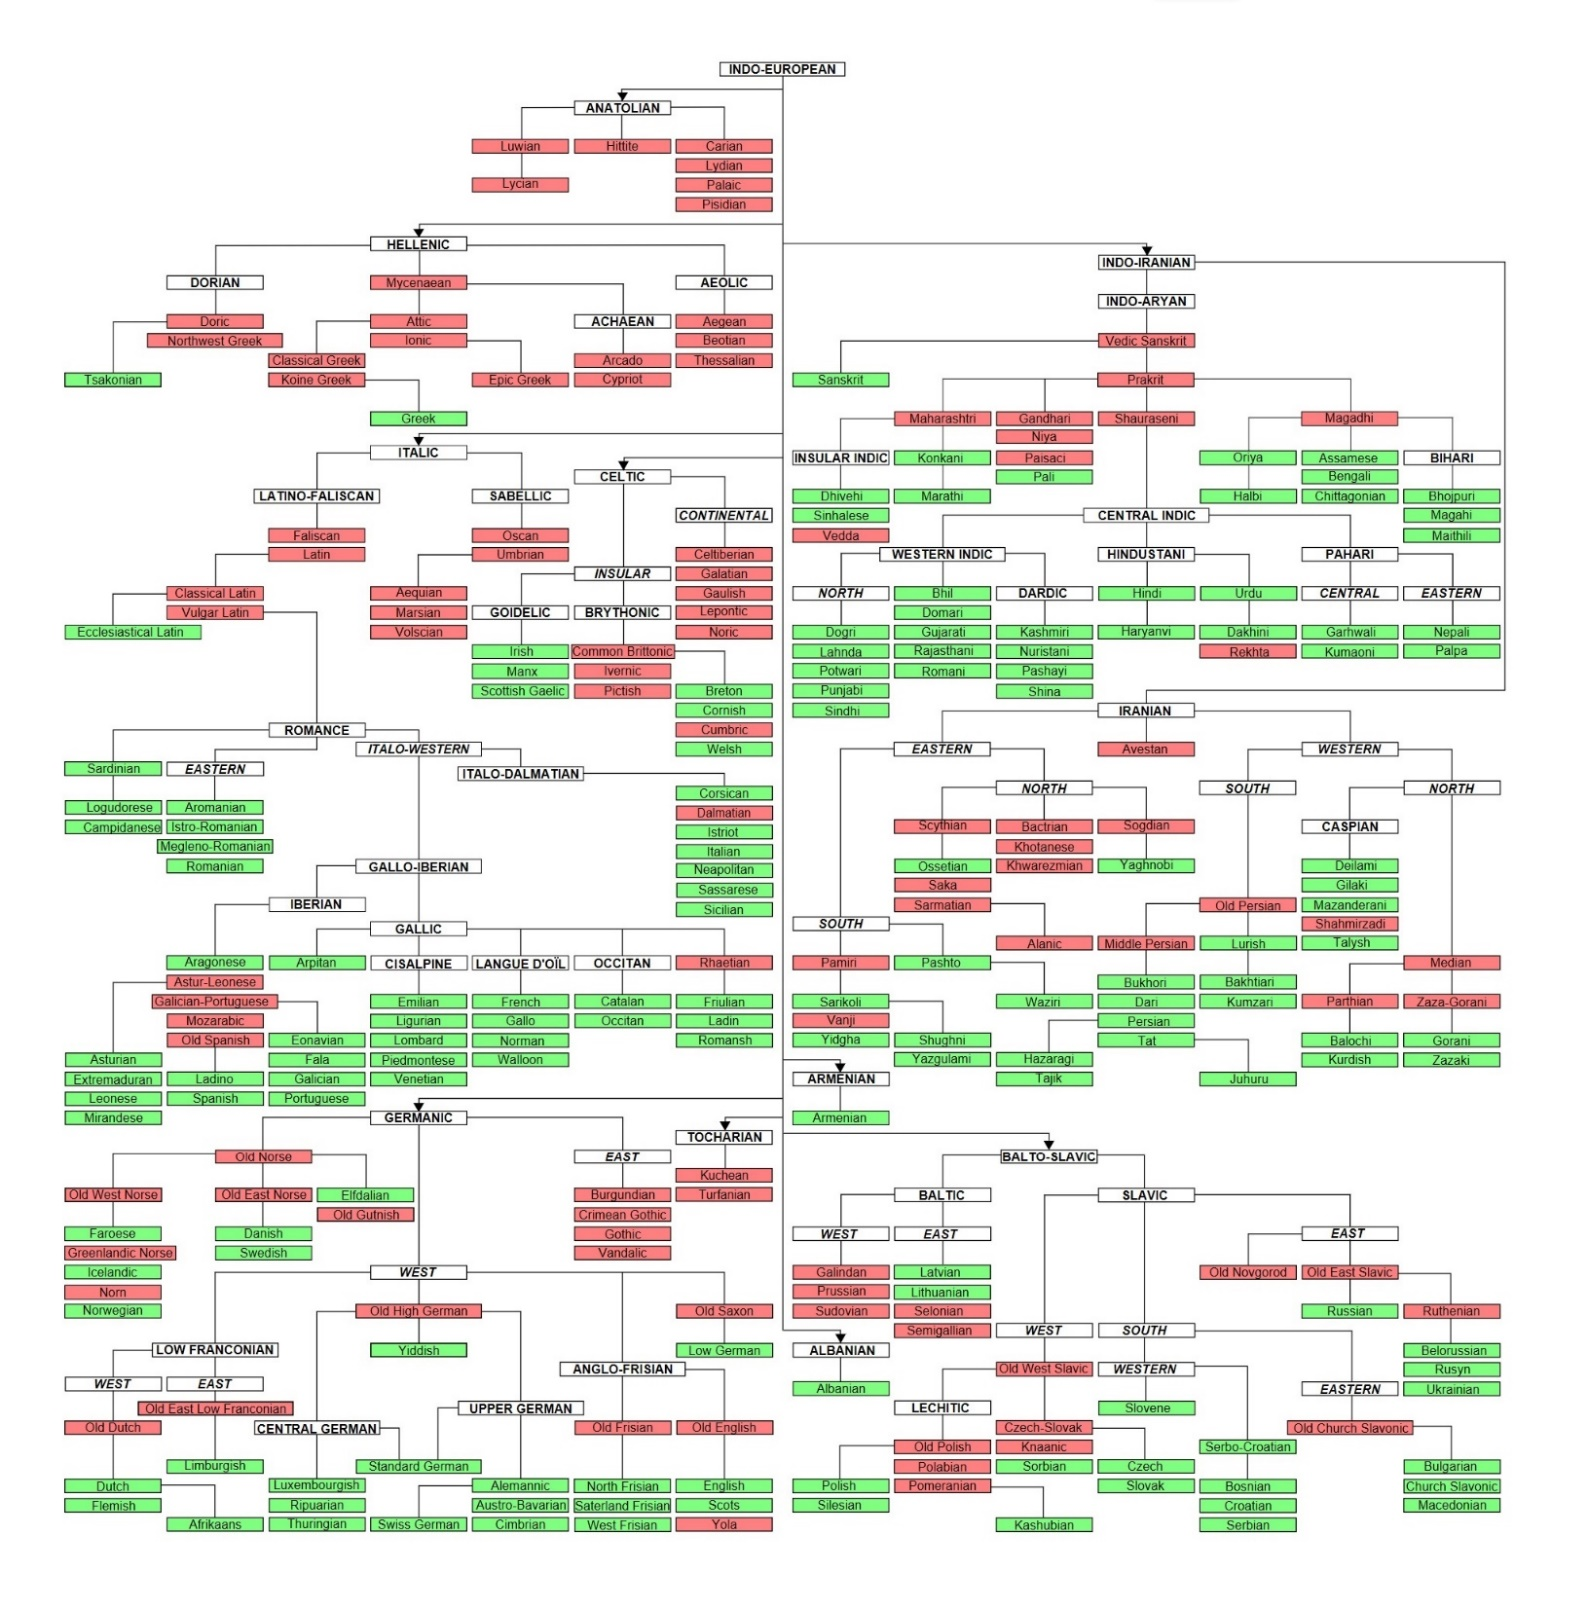 INDO-EUROPEAN
ANATOLIAN
Luwian
Hittite
Carian
Lydian
Lycian
Palaic
Pisidian
HELLENIC
DORIAN
Mycenaean
AEOLIC
Doric
Attic
ACHAEAN
Aegean
Northwest Greek
Ionic
Beotian
Classical Greek
Arcado
Thessalian
Tsakonian
Koine Greek
Epic Greek
Cypriot
Greek
ITALIC
CELTIC
LATINO-FALISCAN
SABELLIC
CONTINENTAL
Faliscan
Oscan
Latin
Umbrian
Celtiberian
INSULAR
Galatian
Classical Latin
Aequian
Gaulish
Vulgar Latin
Marsian
GOIDELIC
BRYTHONIC
Lepontic
Ecclesiastical Latin
Volscian
Noric
Irish
Common Brittonic
Manx
Ivernic
Scottish Gaelic
Pictish
Breton
Cornish
Cumbric
Welsh
ROMANCE
ITALO-WESTERN
Sardinian
EASTERN
ITALO-DALMATIAN
Corsican
Logudorese
Aromanian
Dalmatian
Campidanese
Istro-Romanian
Istriot
Megleno-Romanian
Italian
Romanian
GALLO-IBERIAN
Neapolitan
Sassarese
IBERIAN
Sicilian
GALLIC
Aragonese
Arpitan
CISALPINE
LANGUE D'OÏL
OCCITAN
Rhaetian
Astur-Leonese
Galician-Portuguese
Emilian
French
Catalan
Friulian
Mozarabic
Ligurian
Gallo
Occitan
Ladin
Old Spanish
Eonavian
Lombard
Norman
Romansh
Asturian
Fala
Piedmontese
Walloon
Extremaduran
Ladino
Galician
Venetian
Leonese
Spanish
Portuguese
Mirandese
GERMANIC
TOCHARIAN
Old Norse
EAST
Kuchean
Old West Norse
Old East Norse
Elfdalian
Burgundian
Turfanian
Old Gutnish
Crimean Gothic
Faroese
Danish
Gothic
Greenlandic Norse
Swedish
Vandalic
Icelandic
WEST
Norn
Norwegian
Old High German
Old Saxon
LOW FRANCONIAN
Yiddish
Low German
ANGLO-FRISIAN
WEST
EAST
Old East Low Franconian
UPPER GERMAN
Old Dutch
CENTRAL GERMAN
Old Frisian
Old English
Limburgish
Standard German
Dutch
Luxembourgish
Alemannic
North Frisian
English
Flemish
Ripuarian
Austro-Bavarian
Saterland Frisian
Scots
Afrikaans
Thuringian
Swiss German
Cimbrian
West Frisian
Yola
INDO-IRANIAN
INDO-ARYAN
Vedic Sanskrit
Sanskrit
Prakrit
Maharashtri
Gandhari
Shauraseni
Magadhi
Niya
INSULAR INDIC
Konkani
Paisaci
Oriya
Assamese
BIHARI
Pali
Bengali
Dhivehi
Marathi
Halbi
Chittagonian
Bhojpuri
Sinhalese
CENTRAL INDIC
Magahi
Vedda
Maithili
WESTERN INDIC
HINDUSTANI
PAHARI
NORTH
Bhil
DARDIC
Hindi
Urdu
CENTRAL
EASTERN
Domari
Dogri
Gujarati
Kashmiri
Haryanvi
Dakhini
Garhwali
Nepali
Lahnda
Rajasthani
Nuristani
Rekhta
Kumaoni
Palpa
Potwari
Romani
Pashayi
Punjabi
Shina
Sindhi
IRANIAN
EASTERN
Avestan
WESTERN
NORTH
SOUTH
NORTH
Scythian
Bactrian
Sogdian
CASPIAN
Khotanese
Ossetian
Khwarezmian
Yaghnobi
Deilami
Saka
Gilaki
Sarmatian
Old Persian
Mazanderani
SOUTH
Shahmirzadi
Alanic
Middle Persian
Lurish
Talysh
Pamiri
Pashto
Median
Bukhori
Bakhtiari
Sarikoli
Waziri
Dari
Kumzari
Parthian
Zaza-Gorani
Vanji
Persian
Yidgha
Shughni
Tat
Balochi
Gorani
Yazgulami
Hazaragi
Kurdish
Zazaki
ARMENIAN
Tajik
Juhuru
Armenian
BALTO-SLAVIC
BALTIC
SLAVIC
WEST
EAST
EAST
Galindan
Latvian
Old Novgorod
Old East Slavic
Prussian
Lithuanian
Sudovian
Selonian
Russian
Ruthenian
Semigallian
WEST
SOUTH
ALBANIAN
Belorussian
Old West Slavic
WESTERN
Rusyn
Albanian
EASTERN
Ukrainian
LECHITIC
Slovene
Czech-Slovak
Old Church Slavonic
Old Polish
Knaanic
Serbo-Croatian
Polabian
Sorbian
Czech
Bulgarian
Polish
Pomeranian
Slovak
Bosnian
Church Slavonic
Silesian
Croatian
Macedonian
Kashubian
Serbian